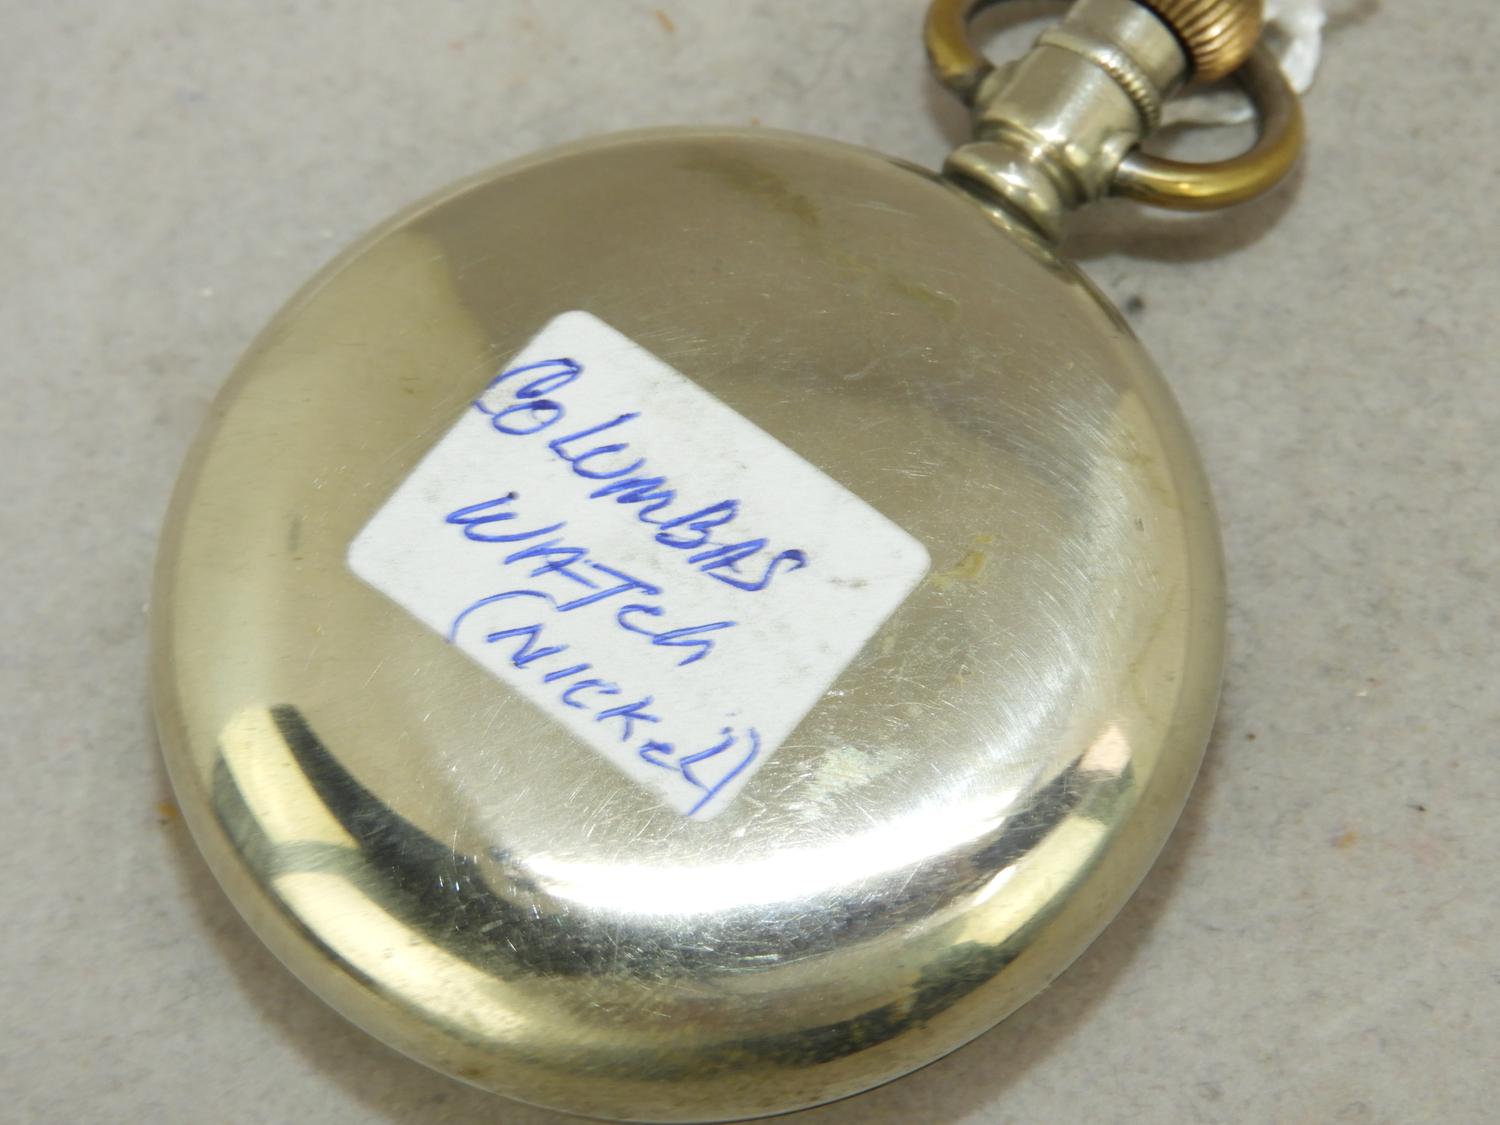 COLUMBAS
WATCh
(NICKel)